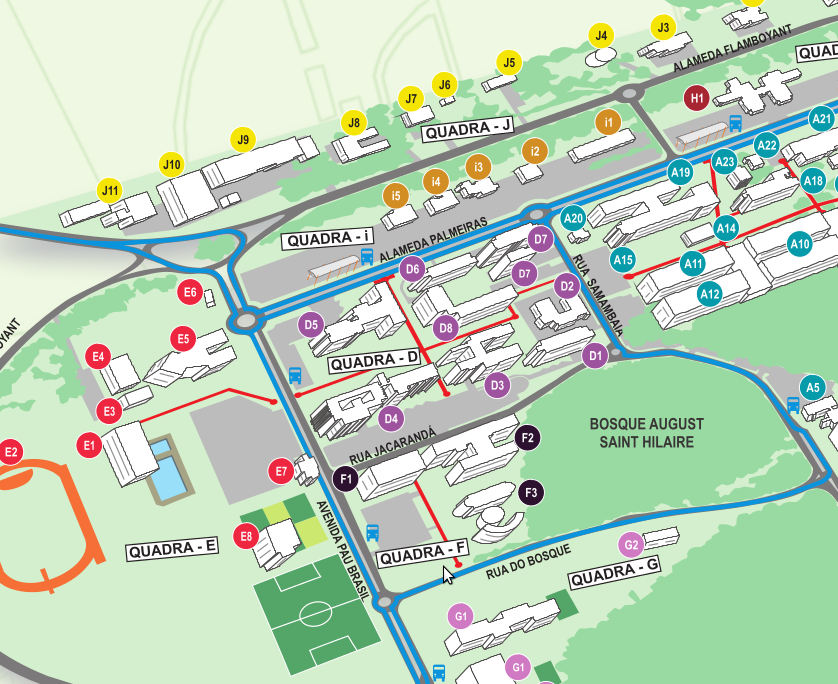 J3
J4
ALAMEDA FLAMBOYANT
QUAD
J5
J6
J7
H1
J8
QUADRA - J
i1
A21
J9
A22
i2
A23
J10
i3
A19
i4
A18
J11
i5
A20
QUADRA - i
ALAMEDA PALMEIRAS
D7
A14
A10
A15
D6
D7
A11
RUA SAMAMBAIA
D2
A12
E6
D5
D8
OYANT
E5
E4
QUADRA - D
D1
D3
A5
E3
D4
BOSQUE AUGUST
SAINT HILAIRE
RUA JACARANDÁ
F2
E1
E2
E7
F1
F3
AVENIDA PAU BRASIL
E8
QUADRA - E
QUADRA - F
G2
RUA DO BOSQUE
QUADRA - G
G1
G1